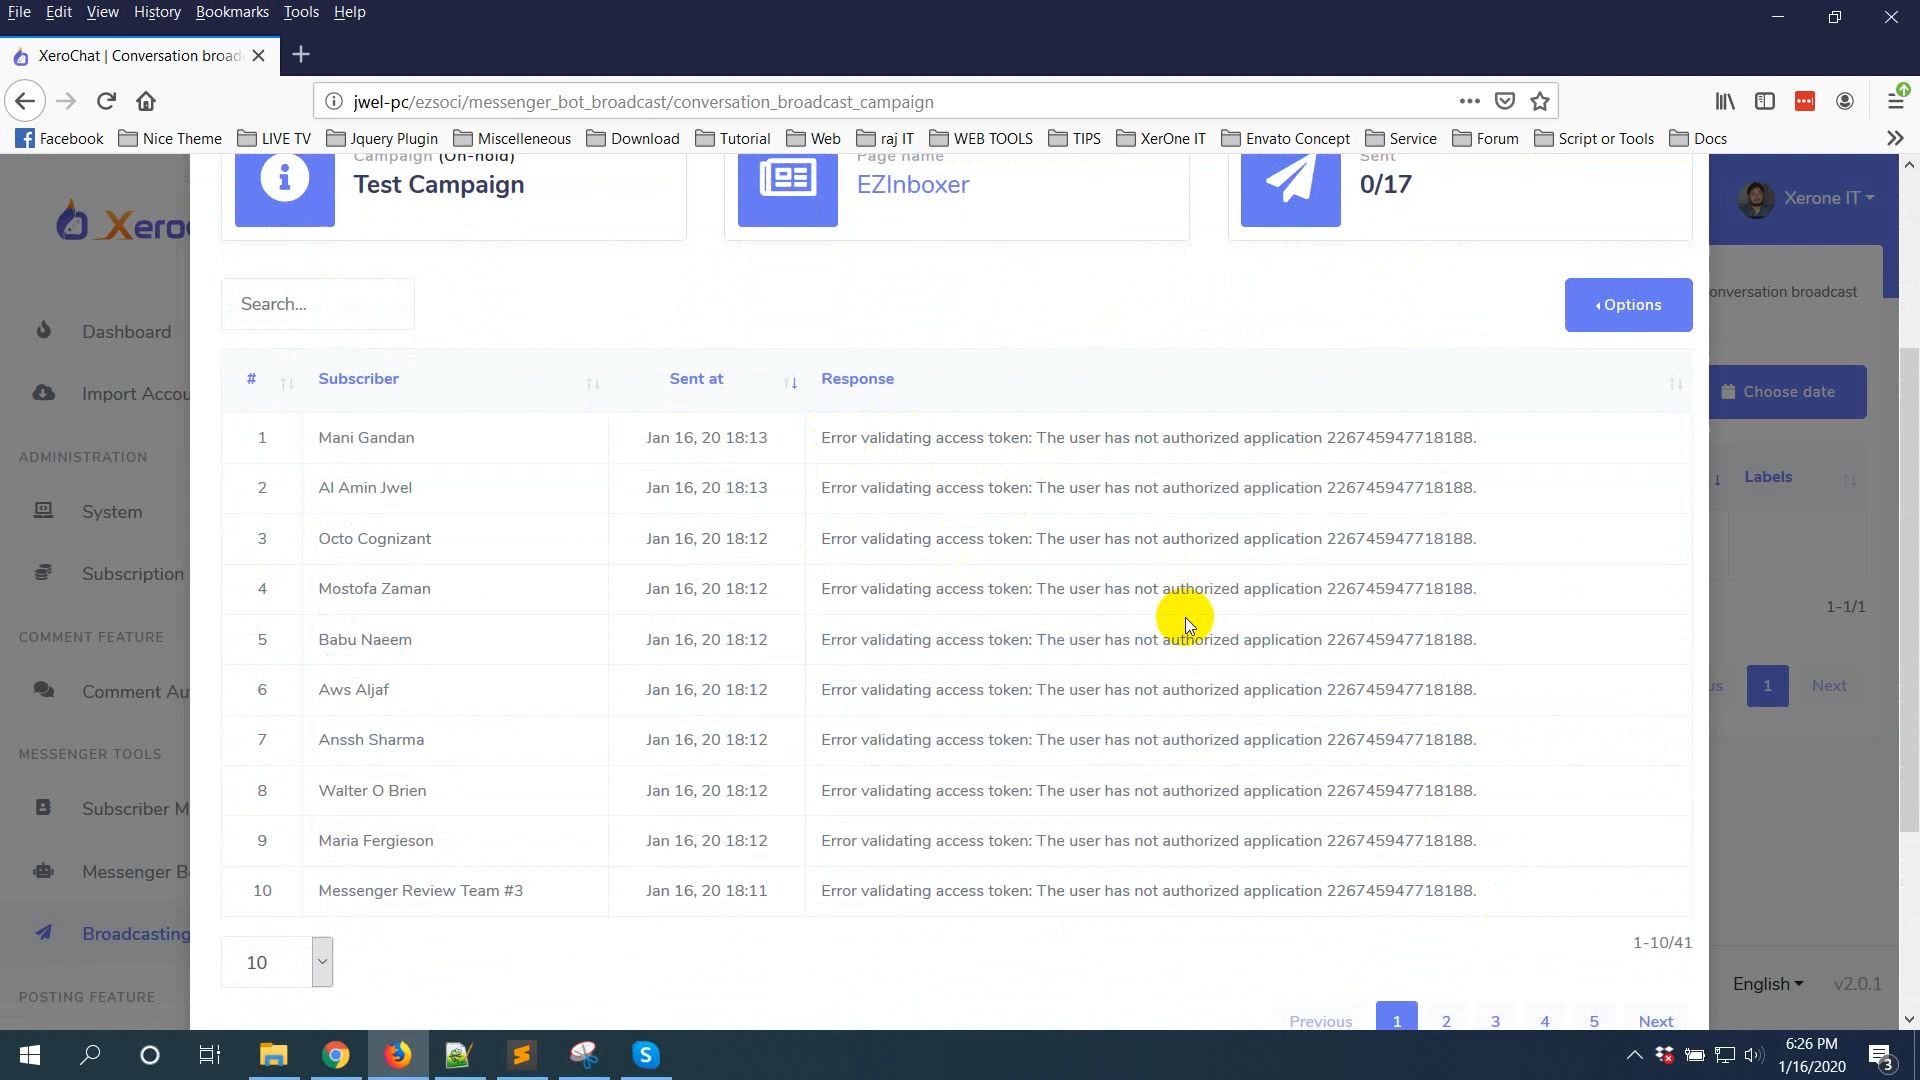 File Edit View History Bookmarks Tools Help
XeroChat | Conversation broad
jwel-pc/ezsoci/messenger_bot_broadcast/conversation_broadcast_campaign
Facebook Nice Theme LIVE TV Jquery Plugin Miscelleneous Download Tutorial Web raj IT WEB TOOLS TIPS XerOne IT Envato Concept Service Forum Script or Tools Docs
Campaign (On-hold)
Test Campaign
Page name
EZInboxer
Sent
0/17
Xero
Xerone IT
Search...
Options
onversation broadcast
Dashboard
Import Accou
Choose date
# Subscriber Sent at Response
Labels
1 Mani Gandan Jan 16, 20 18:13 Error validating access token: The user has not authorized application 226745947718188.
2 Al Amin Jwel Jan 16, 20 18:13 Error validating access token: The user has not authorized application 226745947718188.
3 Octo Cognizant Jan 16, 20 18:12 Error validating access token: The user has not authorized application 226745947718188.
4 Mostofa Zaman Jan 16, 20 18:12 Error validating access token: The user has not authorized application 226745947718188.
5 Babu Naeem Jan 16, 20 18:12 Error validating access token: The user has not authorized application 226745947718188.
6 Aws Aljaf Jan 16, 20 18:12 Error validating access token: The user has not authorized application 226745947718188.
7 Anssh Sharma Jan 16, 20 18:12 Error validating access token: The user has not authorized application 226745947718188.
8 Walter O Brien Jan 16, 20 18:12 Error validating access token: The user has not authorized application 226745947718188.
9 Maria Fergieson Jan 16, 20 18:12 Error validating access token: The user has not authorized application 226745947718188.
10 Messenger Review Team #3 Jan 16, 20 18:11 Error validating access token: The user has not authorized application 226745947718188.
ADMINISTRATION
System
Subscription
COMMENT FEATURE
Comment Au
MESSENGER TOOLS
Subscriber M
Messenger B
Broadcasting
POSTING FEATURE
1-1/1
us 1 Next
10
1-10/41
Previous 1 2 3 4 5 Next
English v2.0.1
6:26 PM
1/16/2020
3